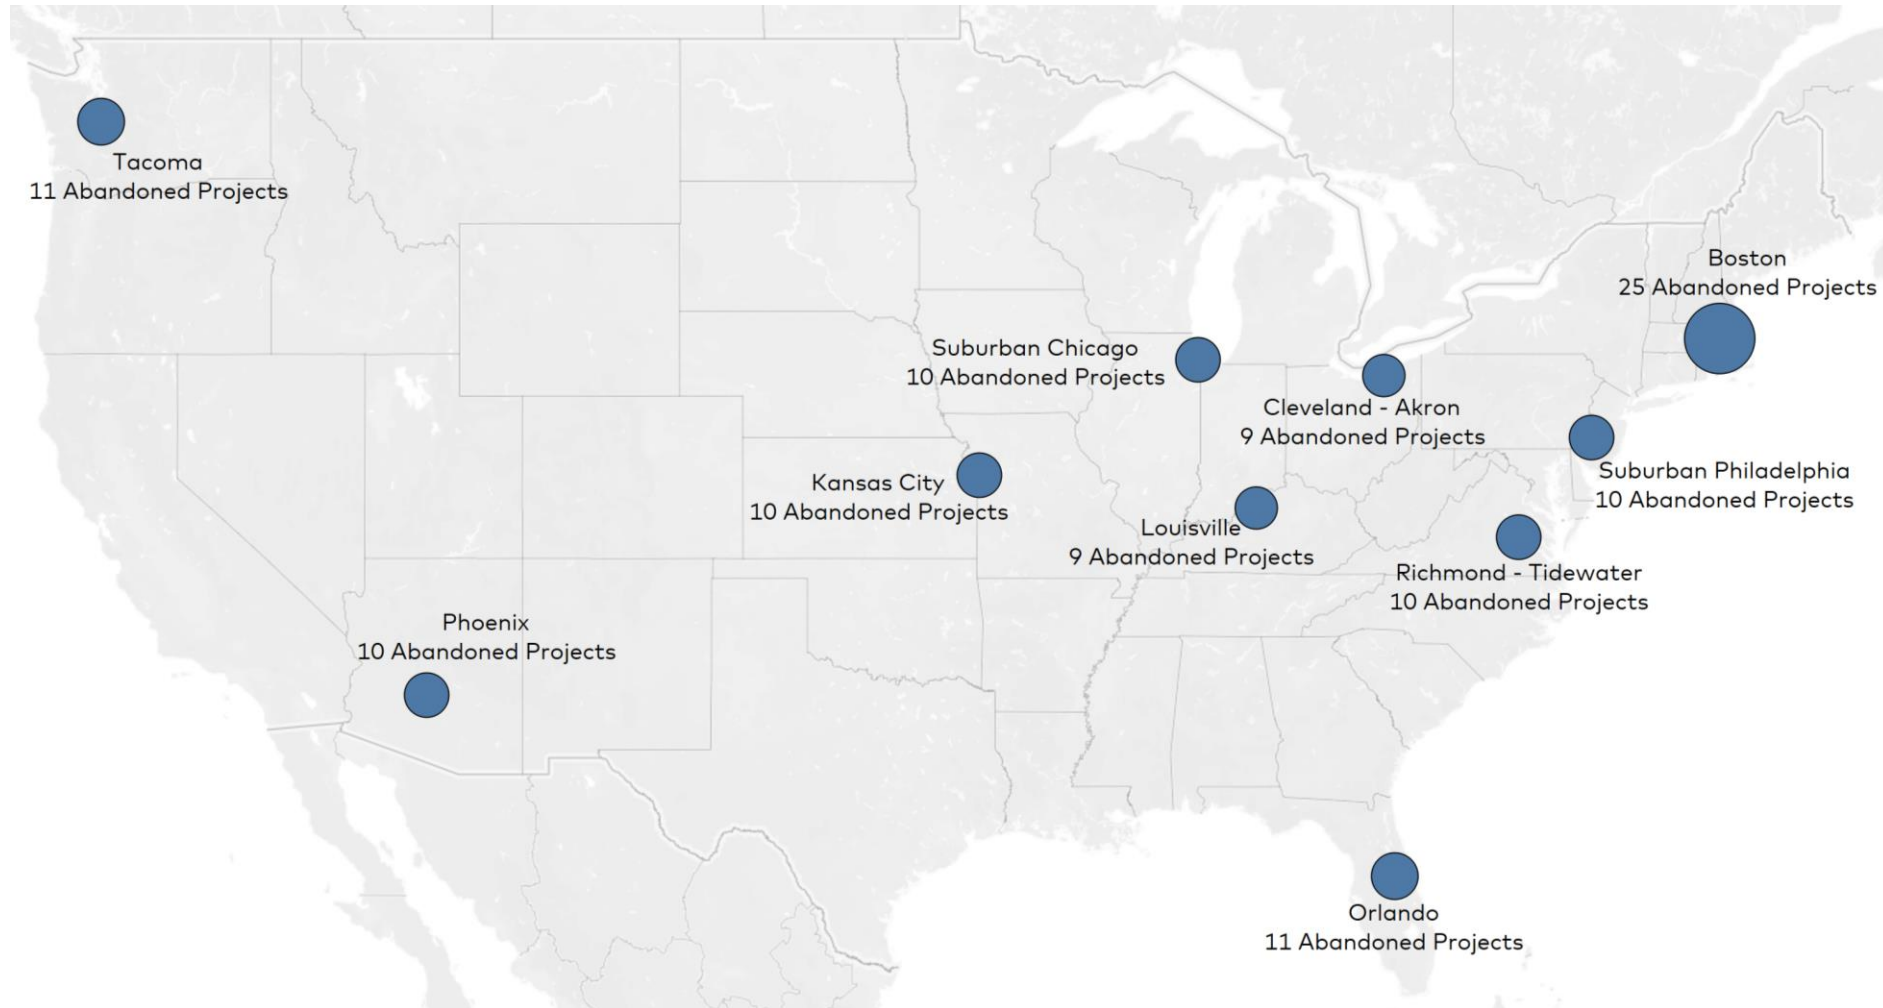 Tacoma
11 Abandoned Projects
Boston
25 Abandoned Projects
Suburban Chicago
10 Abandoned Projects
Cleveland - Akron
9 Abandoned Projects
Suburban Philadelphia
10 Abandoned Projects
Kansas City
10 Abandoned Projects
Louisville
9 Abandoned Projects
Richmond - Tidewater
10 Abandoned Projects
Phoenix
10 Abandoned Projects
Orlando
11 Abandoned Projects